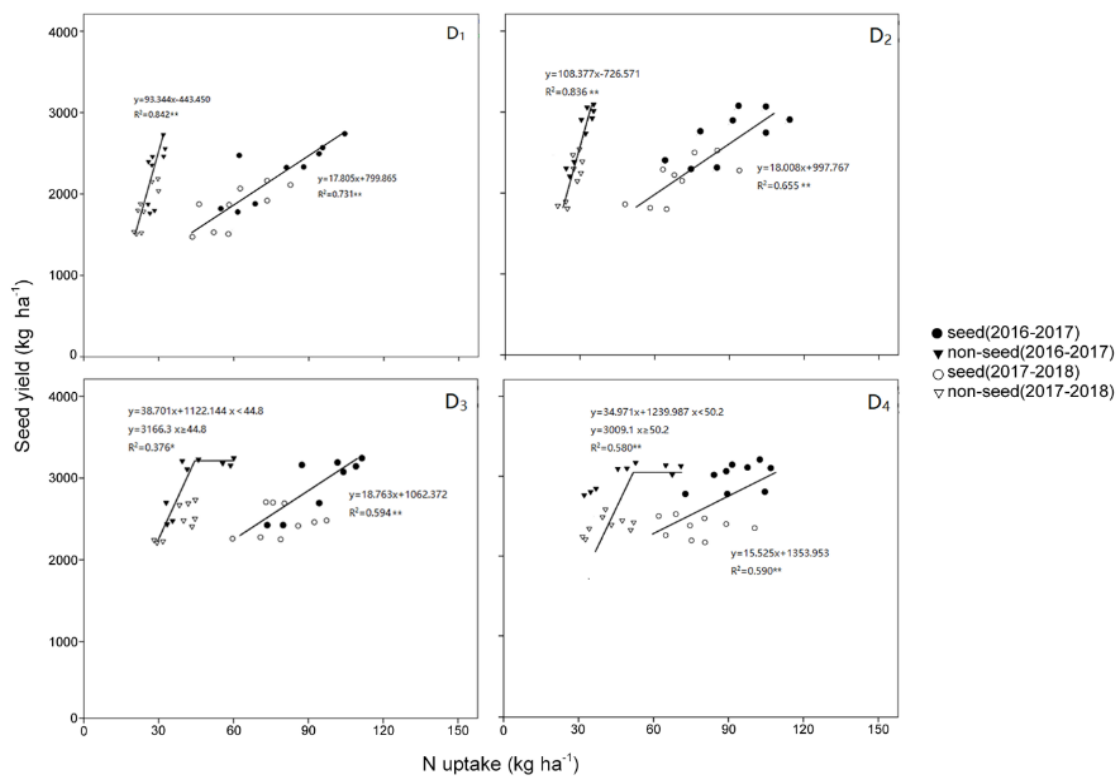 D1
D2
4000
3000
2000
1000
0
y=93.344x-443.450
R²=0.842**
17.805x+799.865
R²=0.731**
y=108.377x-726.571
R²=0.836**
y=18.008x+997.767
R²=0.655**
Seed yield (kg ha⁻¹)
seed(2016-2017)
non-seed(2016-2017)
seed(2017-2018)
non-seed(2017-2018)
D3
D4
4000
3000
2000
1000
0
y=38.701x+1122.144 x<44.8
y=3166.3 x≥44.8
R²=0.376*
y=18.763x+1062.372
R²=0.594**
y=34.971x+1239.987 x<50.2
y=3009.1 x≥50.2
R²=0.580**
y=15.525x+1353.953
R²=0.590**
0 30 60 90 120 150
0 30 60 90 120 150
N uptake (kg ha⁻¹)